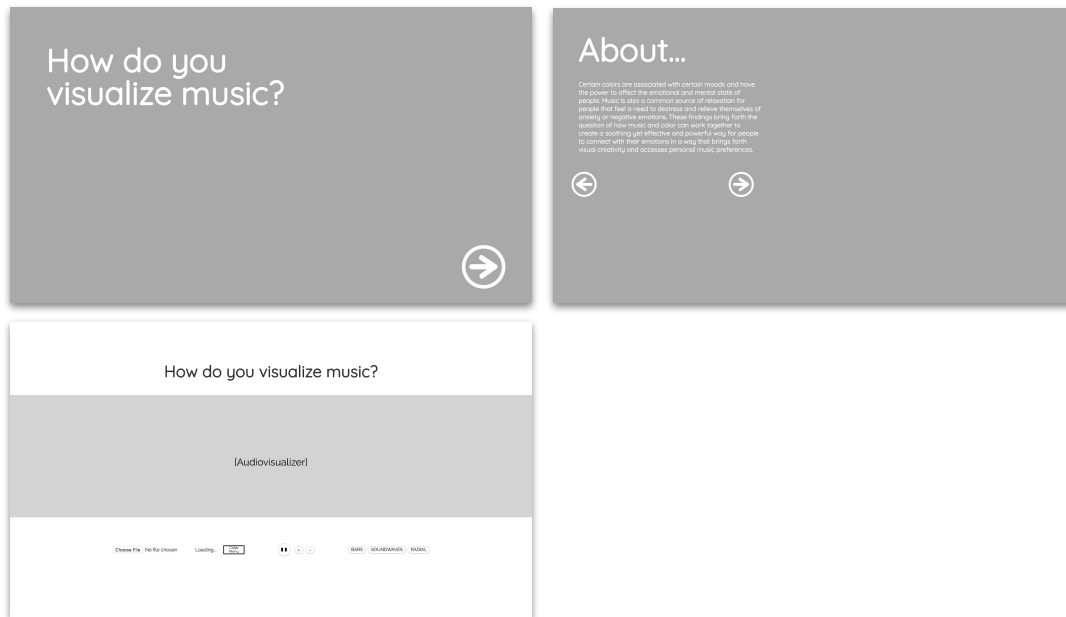 How do you
visualize music?
About...
Certain colors are associated with certain moods and have
the power to affect the emotional and mental state of
people. Music is also a common source of relaxation for
people that feel a need to destress and relieve themselves of
anxiety or negative emotions. These findings bring forth the
question of how music and color can work together to
create a soothing yet effective and powerful way for people
to connect with their emotions in a way that brings forth
visual creativity and accesses personal music preferences.
How do you visualize music?
[Audiovisualizer]
Choose File No file chosen
Loading...
Color
Menu
+ -
BARS SOUNDWAVES RADIAL